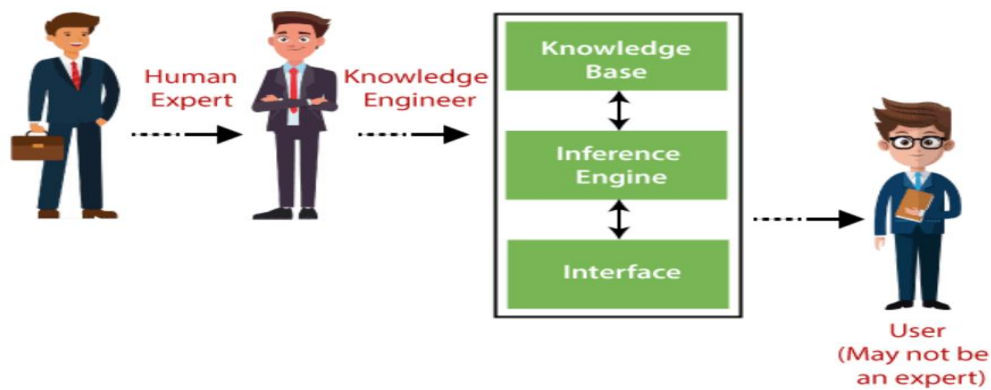 Human
Expert
Knowledge
Engineer
Knowledge
Base
Inference
Engine
Interface
User
(May not be
an expert)